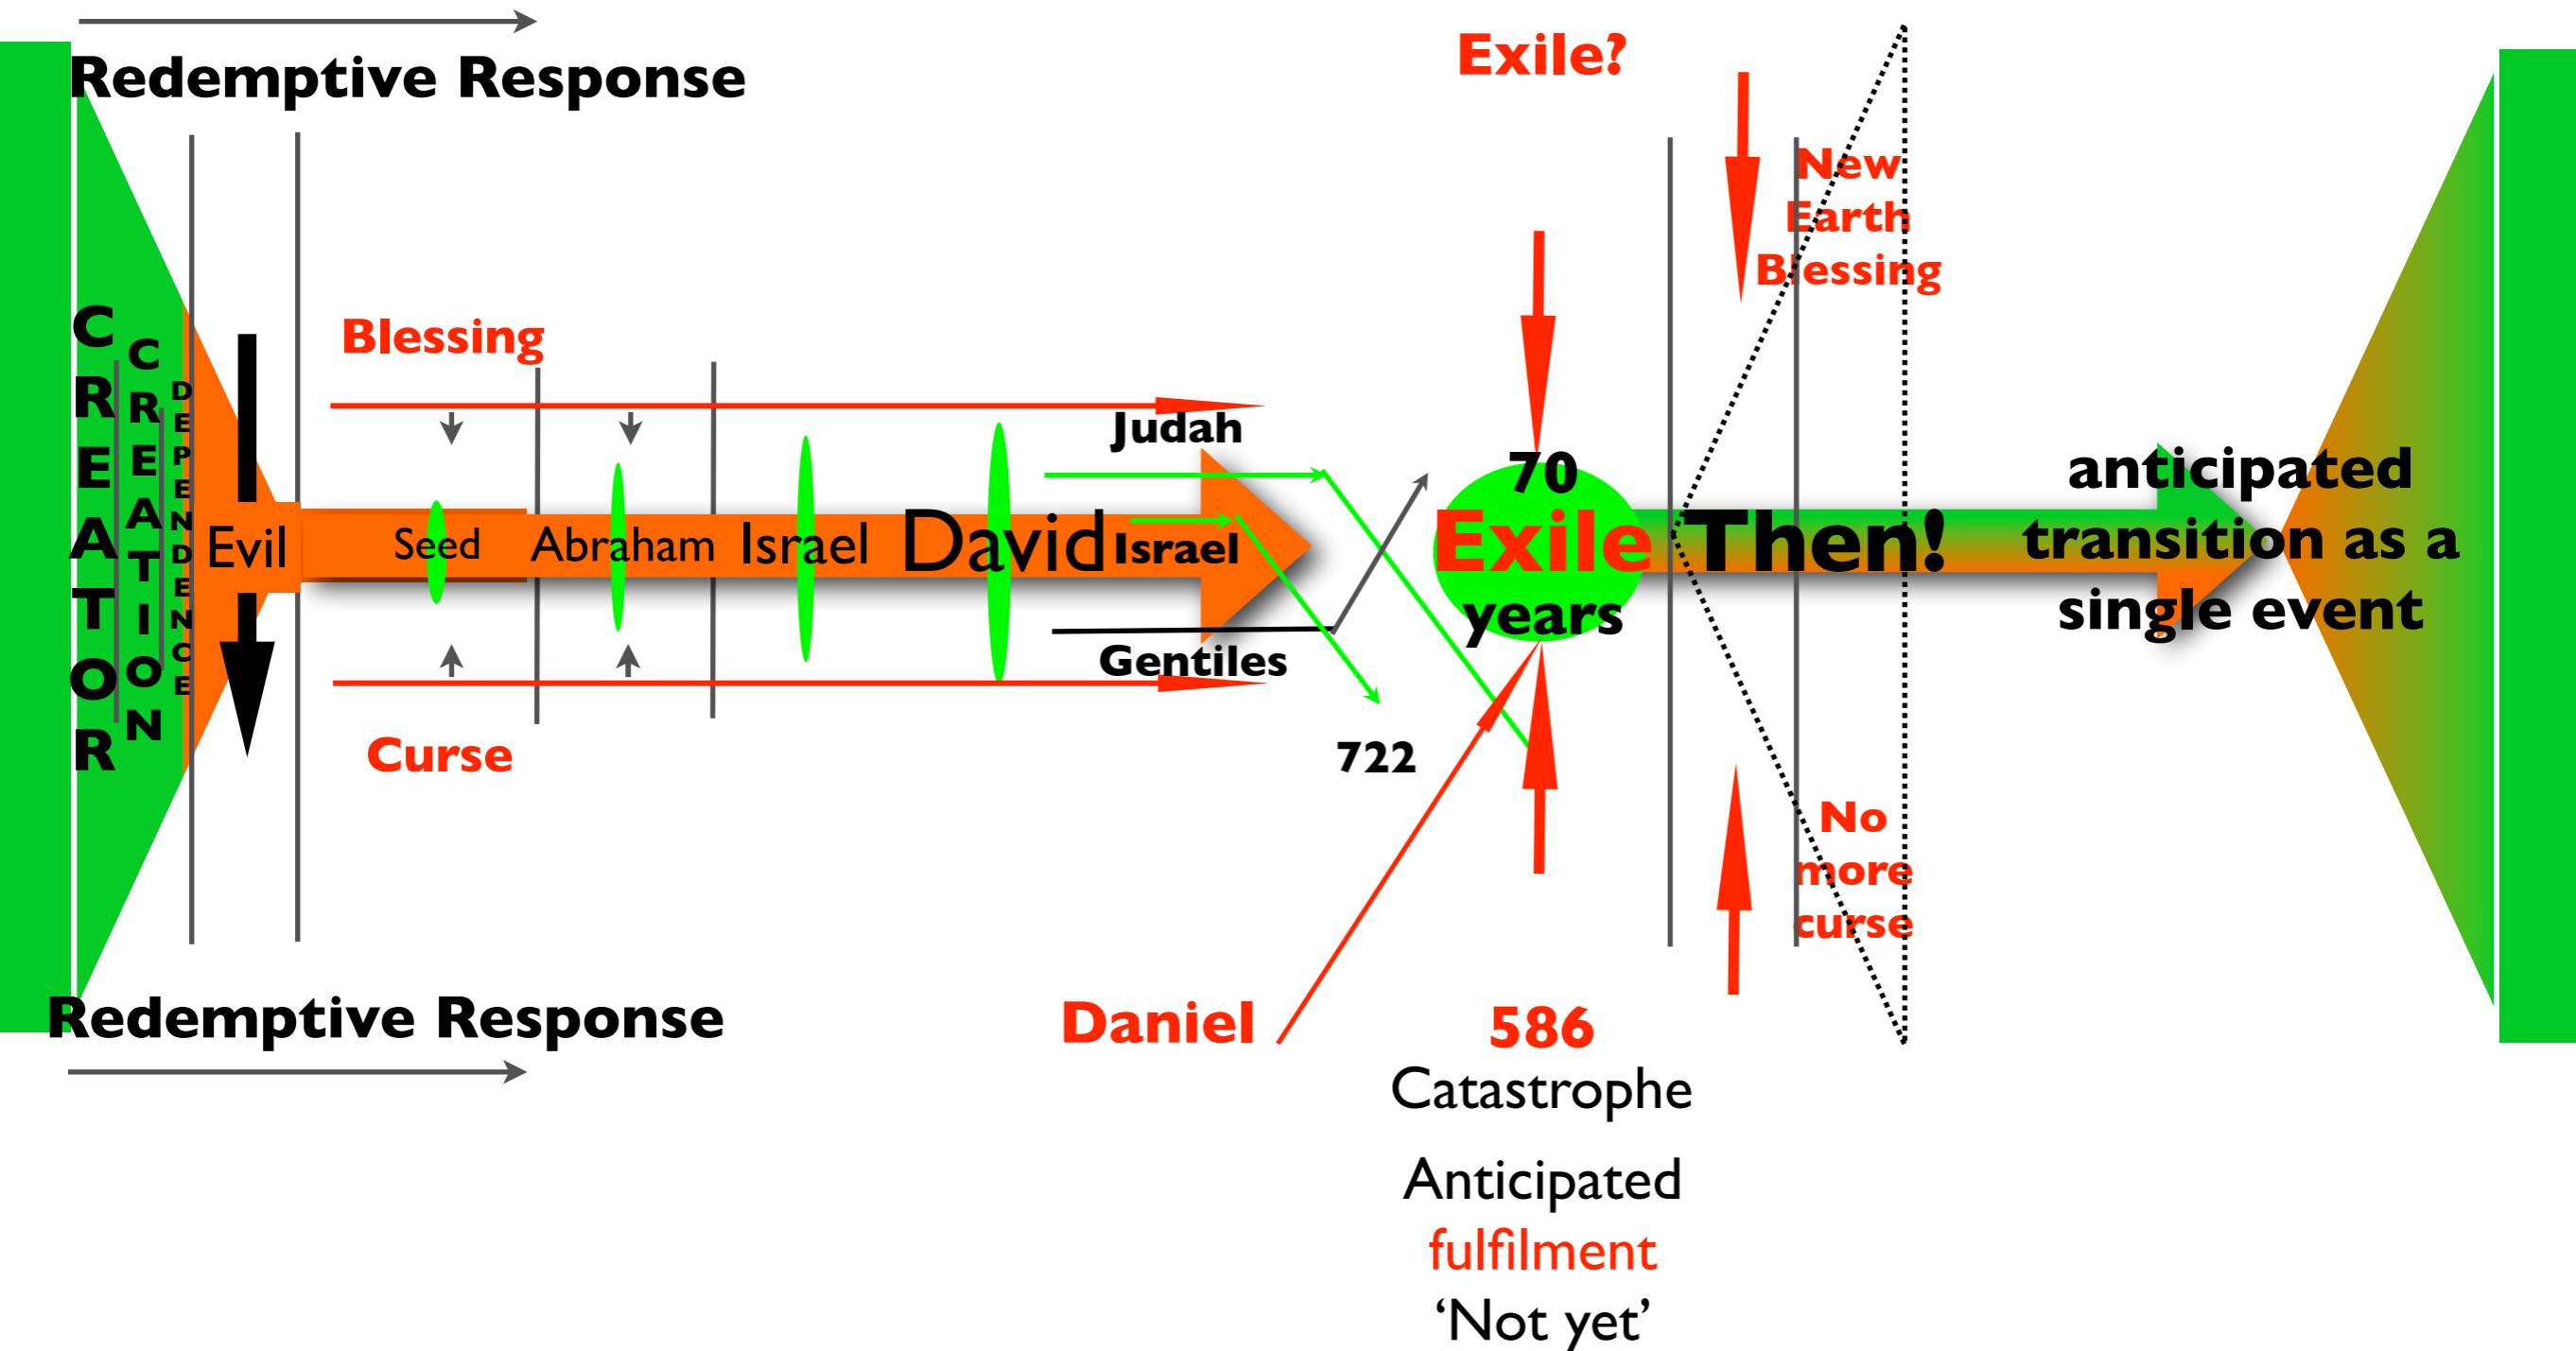 Redemptive Response
Exile?
New
Earth
Blessing
CREATOR
CREATION
DEPENDENCE
Blessing
Judah
Evil
Seed
Abraham
Israel
David
Israel
Gentiles
70
Exile
years
Then!
anticipated
transition as a
single event
Curse
722
No
more
curse
Redemptive Response
Daniel
586
Catastrophe
Anticipated
fulfilment
‘Not yet’